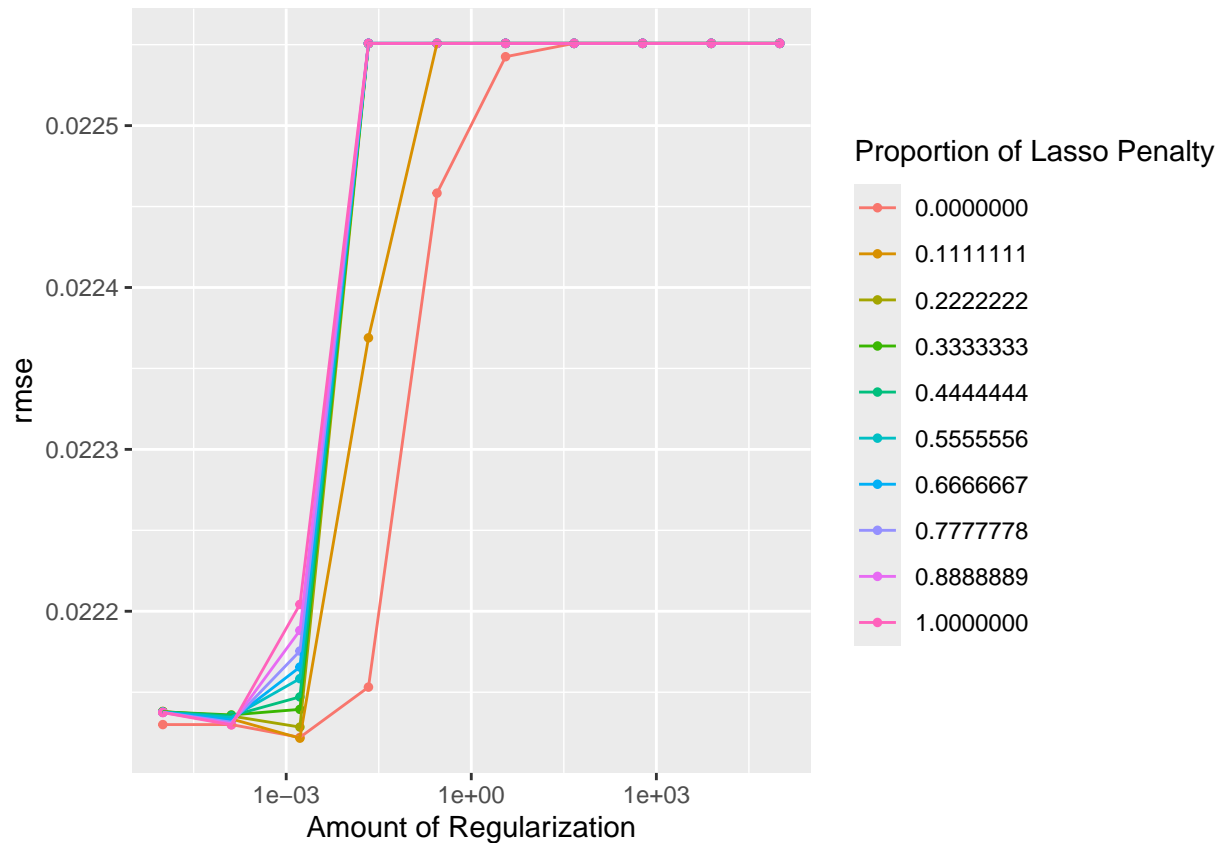 0.0225
0.0224
0.0223
0.0222
rmse
1e−03
1e+00
1e+03
Amount of Regularization
Proportion of Lasso Penalty
0.0000000
0.1111111
0.2222222
0.3333333
0.4444444
0.5555556
0.6666667
0.7777778
0.8888889
1.0000000